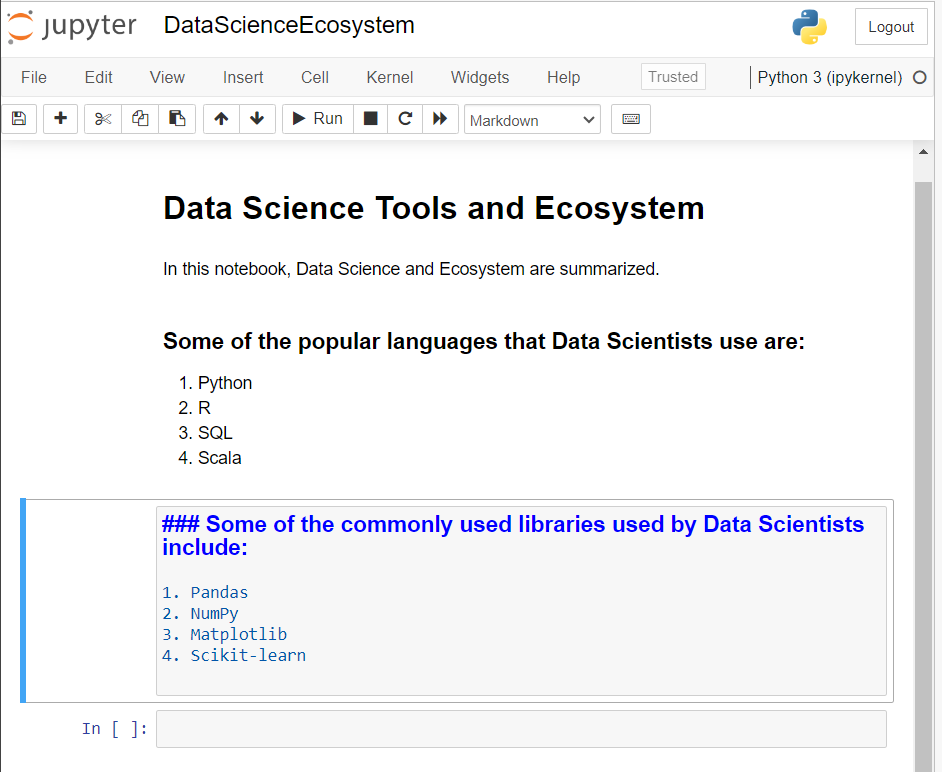 jupyter DataScienceEcosystem Logout
File Edit View Insert Cell Kernel Widgets Help Trusted Python 3 (ipykernel)
Run Markdown
Data Science Tools and Ecosystem
In this notebook, Data Science and Ecosystem are summarized.
Some of the popular languages that Data Scientists use are:
1. Python
2. R
3. SQL
4. Scala
### Some of the commonly used libraries used by Data Scientists
include:
1. Pandas
2. NumPy
3. Matplotlib
4. Scikit-learn
In [ ]: